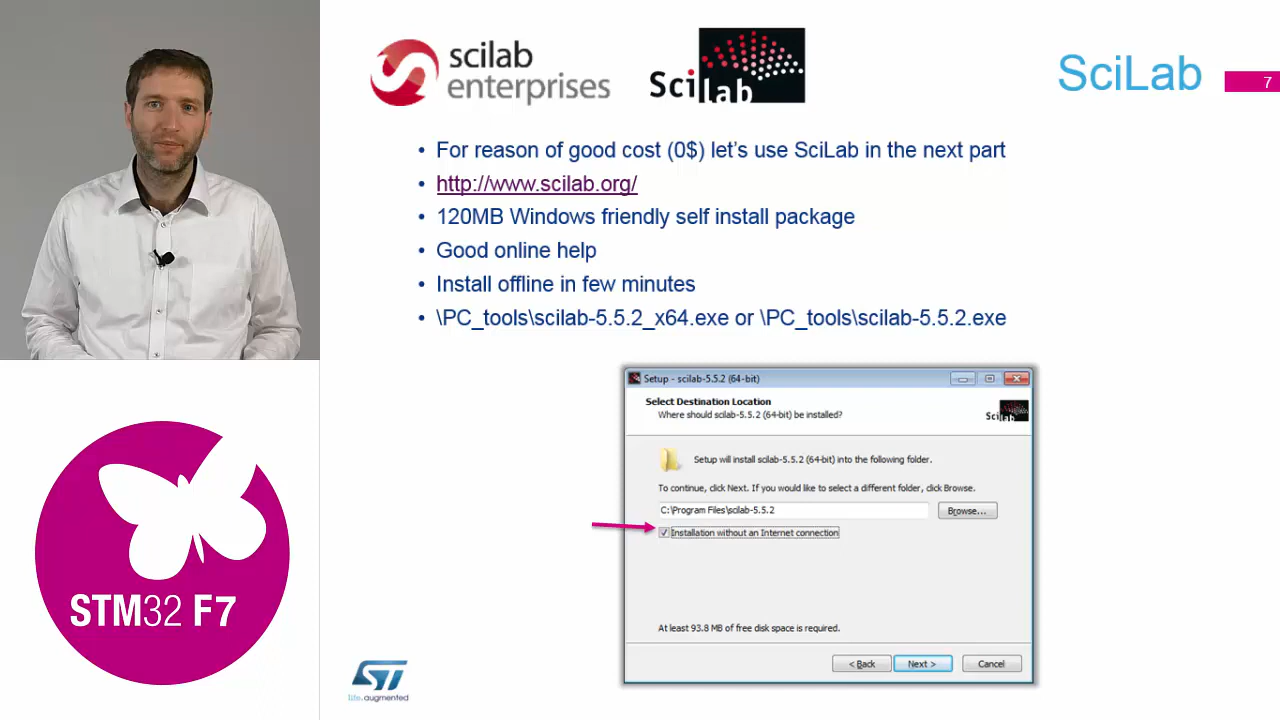 scilab
enterprises
Scilab
SciLab
7
• For reason of good cost (0$) let's use SciLab in the next part
• http://www.scilab.org/
• 120MB Windows friendly self install package
• Good online help
• Install offline in few minutes
• \PC_tools\scilab-5.5.2_x64.exe or \PC_tools\scilab-5.5.2.exe
Setup - scilab-5.5.2 (64-bit)
Select Destination Location
Where should scilab-5.5.2 (64-bit) be installed?
Scilab
Setup will install scilab-5.5.2 (64-bit) into the following folder.
To continue, click Next. If you would like to select a different folder, click Browse.
C:\Program Files\scilab-5.5.2
Browse...
Installation without an Internet connection
At least 93.8 MB of free disk space is required.
< Back
Next >
Cancel
STM32 F7
ST
life.augmented